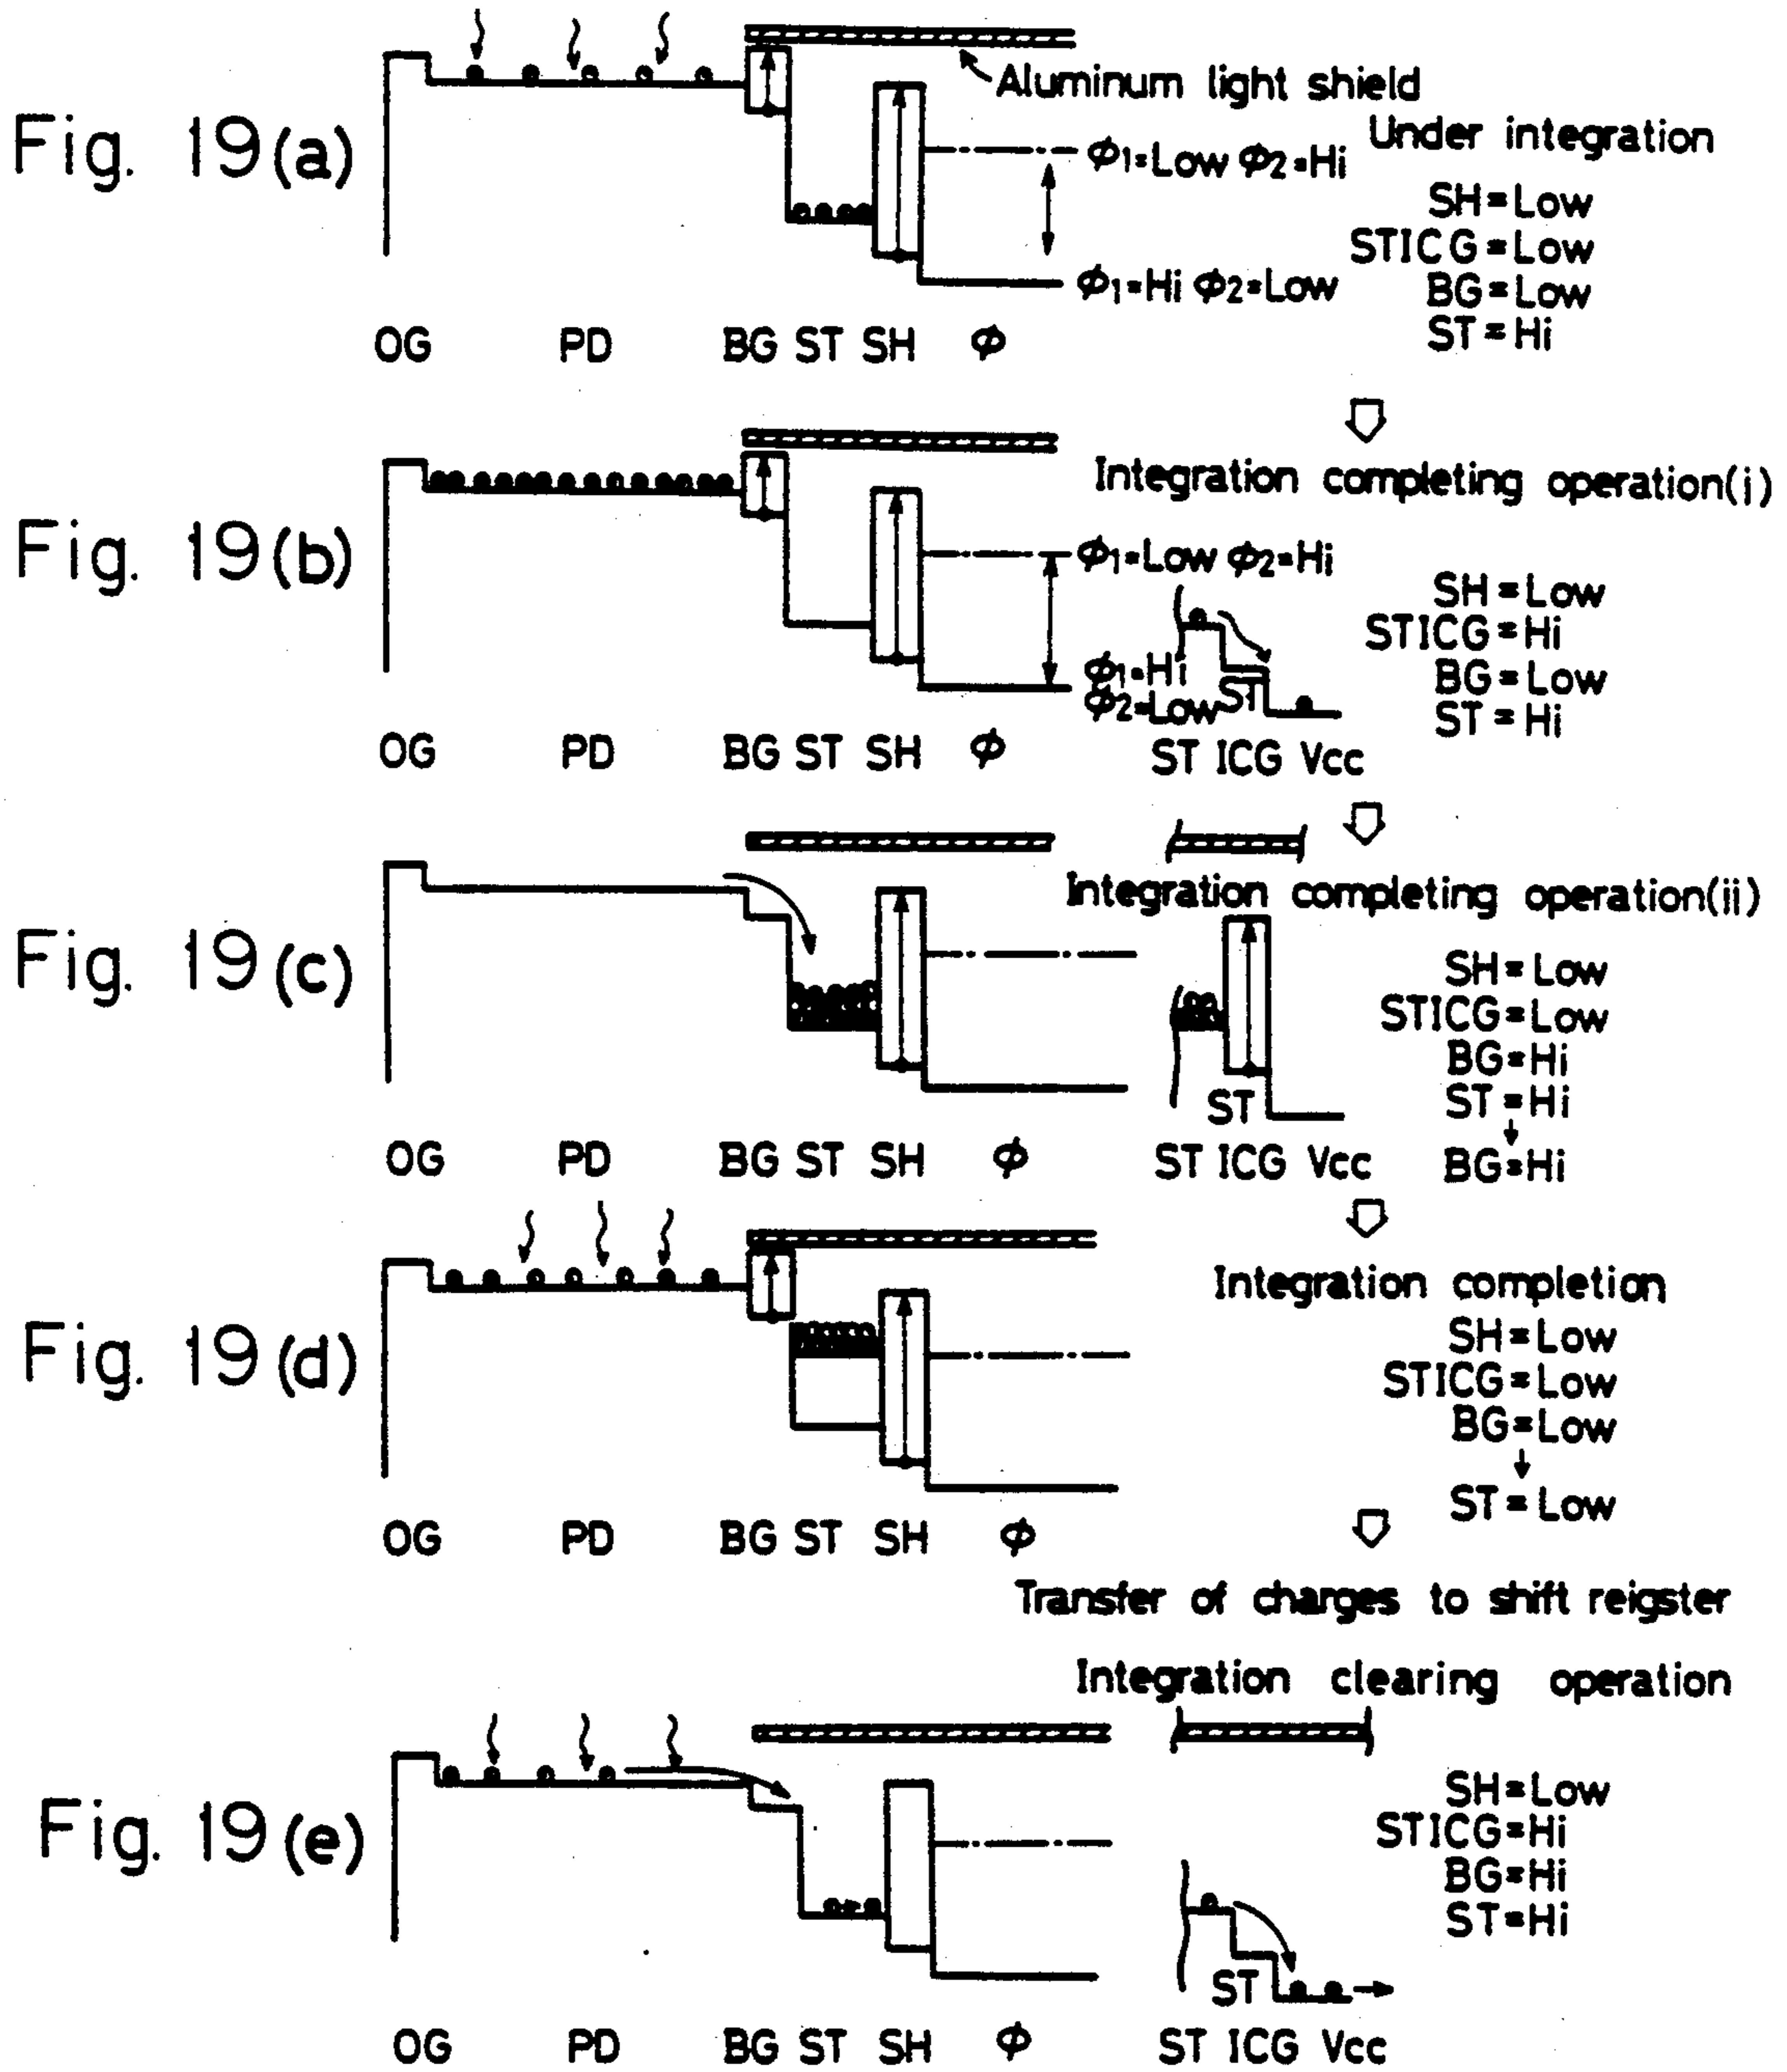 Fig. 19(a)
Aluminum light shield
Under integration
ϕ1=Low ϕ2=Hi
SH=Low
STICG=Low
ϕ1=Hi ϕ2=Low
BG=Low
ST=Hi
OG PD BG ST SH ϕ
Fig. 19(b)
Integration completing operation(i)
ϕ1=Low ϕ2=Hi
SH=Low
STICG=Hi
ϕ1=Hi
BG=Low
ϕ2=Low ST
ST=Hi
OG PD BG ST SH ϕ ST ICG Vcc
Fig. 19(c)
Integration completing operation(ii)
SH=Low
STICG=Low
BG=Hi
ST
ST=Hi
BG=Hi
OG PD BG ST SH ϕ ST ICG Vcc
Fig. 19(d)
Integration completion
SH=Low
STICG=Low
BG=Low
ST=Low
OG PD BG ST SH ϕ
Transfer of charges to shift reigster
Integration clearing operation
Fig. 19(e)
SH=Low
STICG=Hi
BG=Hi
ST=Hi
ST
OG PD BG ST SH ϕ ST ICG Vcc